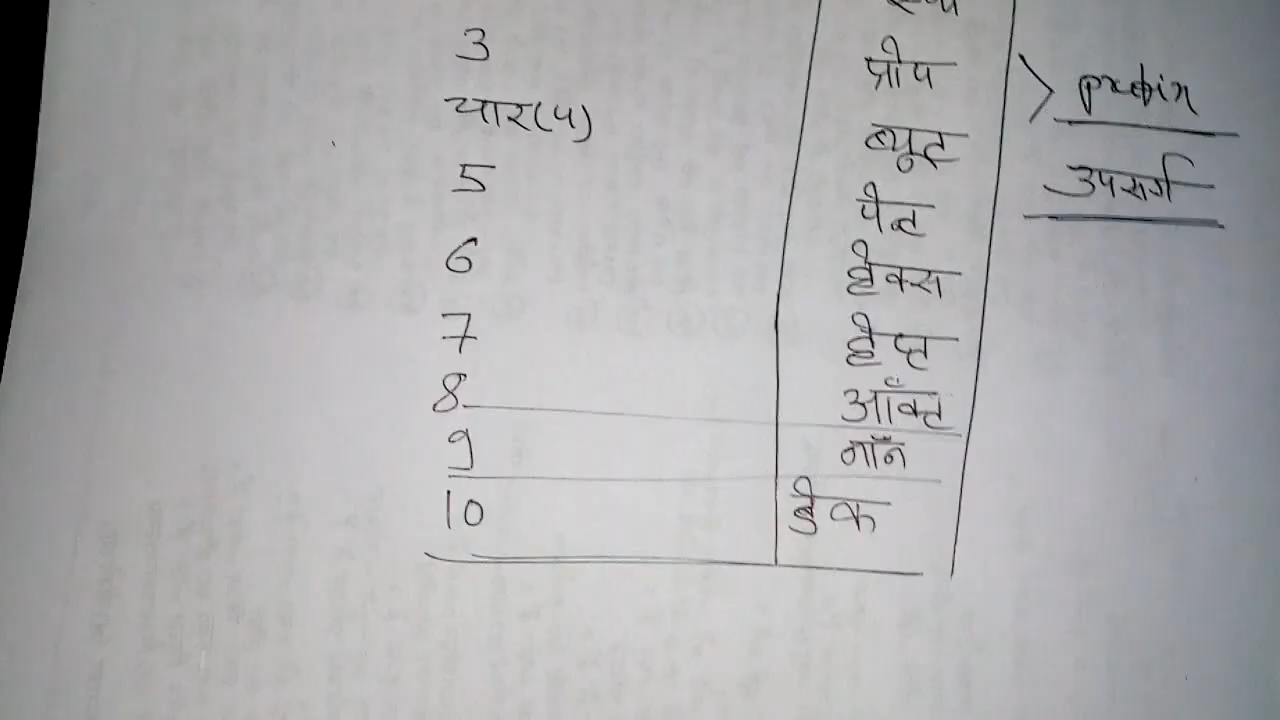 3 प्रोप
चार(4) ब्यूट
5 पेन्ट
6 हेक्स
7 हेप्ट
8 ऑक्ट
9 नॉन
10 डेक
prefix
उपसर्ग